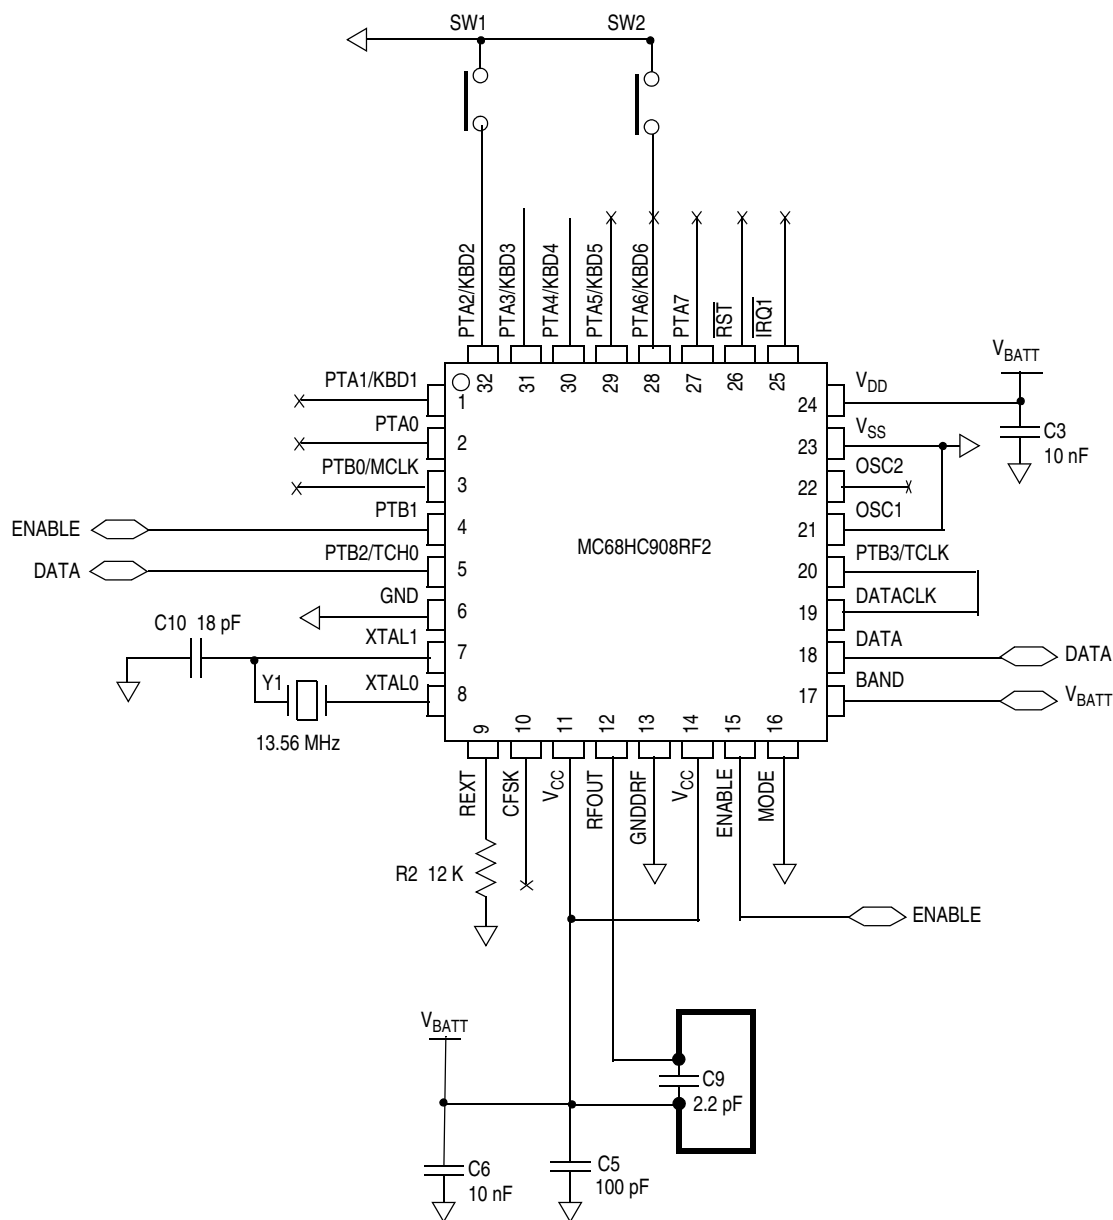 SW1
SW2
PTA2/KBD2
PTA3/KBD3
PTA4/KBD4
PTA5/KBD5
PTA6/KBD6
PTA7
RST
IRQ1
32
31
30
29
28
27
26
25
PTA1/KBD1
1
PTA0
2
PTB0/MCLK
3
ENABLE
PTB1
4
DATA
PTB2/TCH0
5
GND
6
C10 18 pF
XTAL1
7
Y1
XTAL0
8
13.56 MHz
MC68HC908RF2
VBATT
24
VDD
C3
10 nF
23
VSS
22
OSC2
21
OSC1
20
PTB3/TCLK
19
DATACLK
18
DATA
DATA
17
BAND
VBATT
9
10
11
12
13
14
15
16
REXT
CFSK
VCC
RFOUT
GNDDRF
VCC
ENABLE
MODE
R2 12 K
ENABLE
VBATT
C9
2.2 pF
C6
10 nF
C5
100 pF